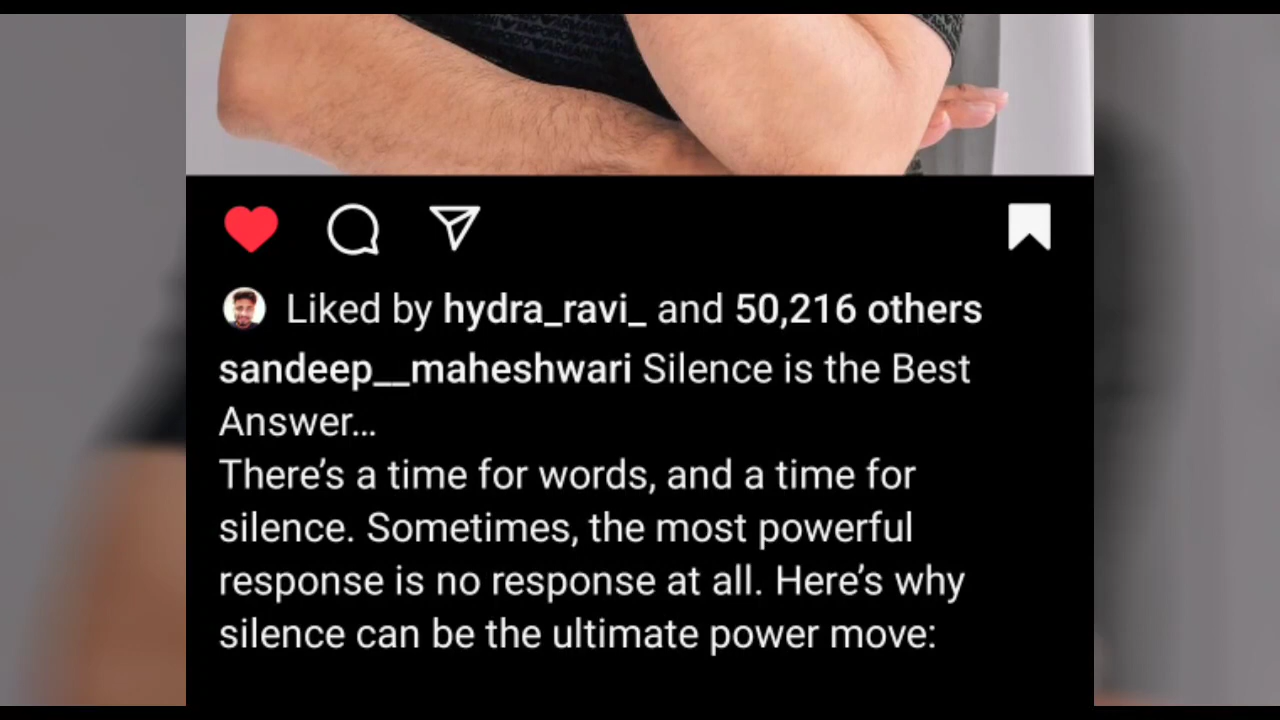 Liked by hydra_ravi_ and 50,216 others
sandeep__maheshwari Silence is the Best
Answer...
There’s a time for words, and a time for
silence. Sometimes, the most powerful
response is no response at all. Here’s why
silence can be the ultimate power move: